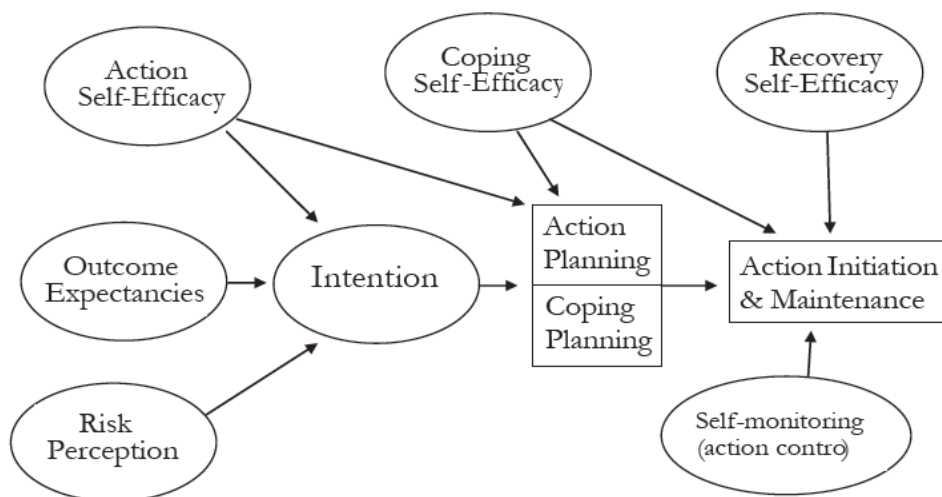 Action
Self-Efficacy
Coping
Self-Efficacy
Recovery
Self-Efficacy
Outcome
Expectancies
Intention
Action
Planning
Coping
Planning
Action Initiation
& Maintenance
Risk
Perception
Self-monitoring
(action contro)